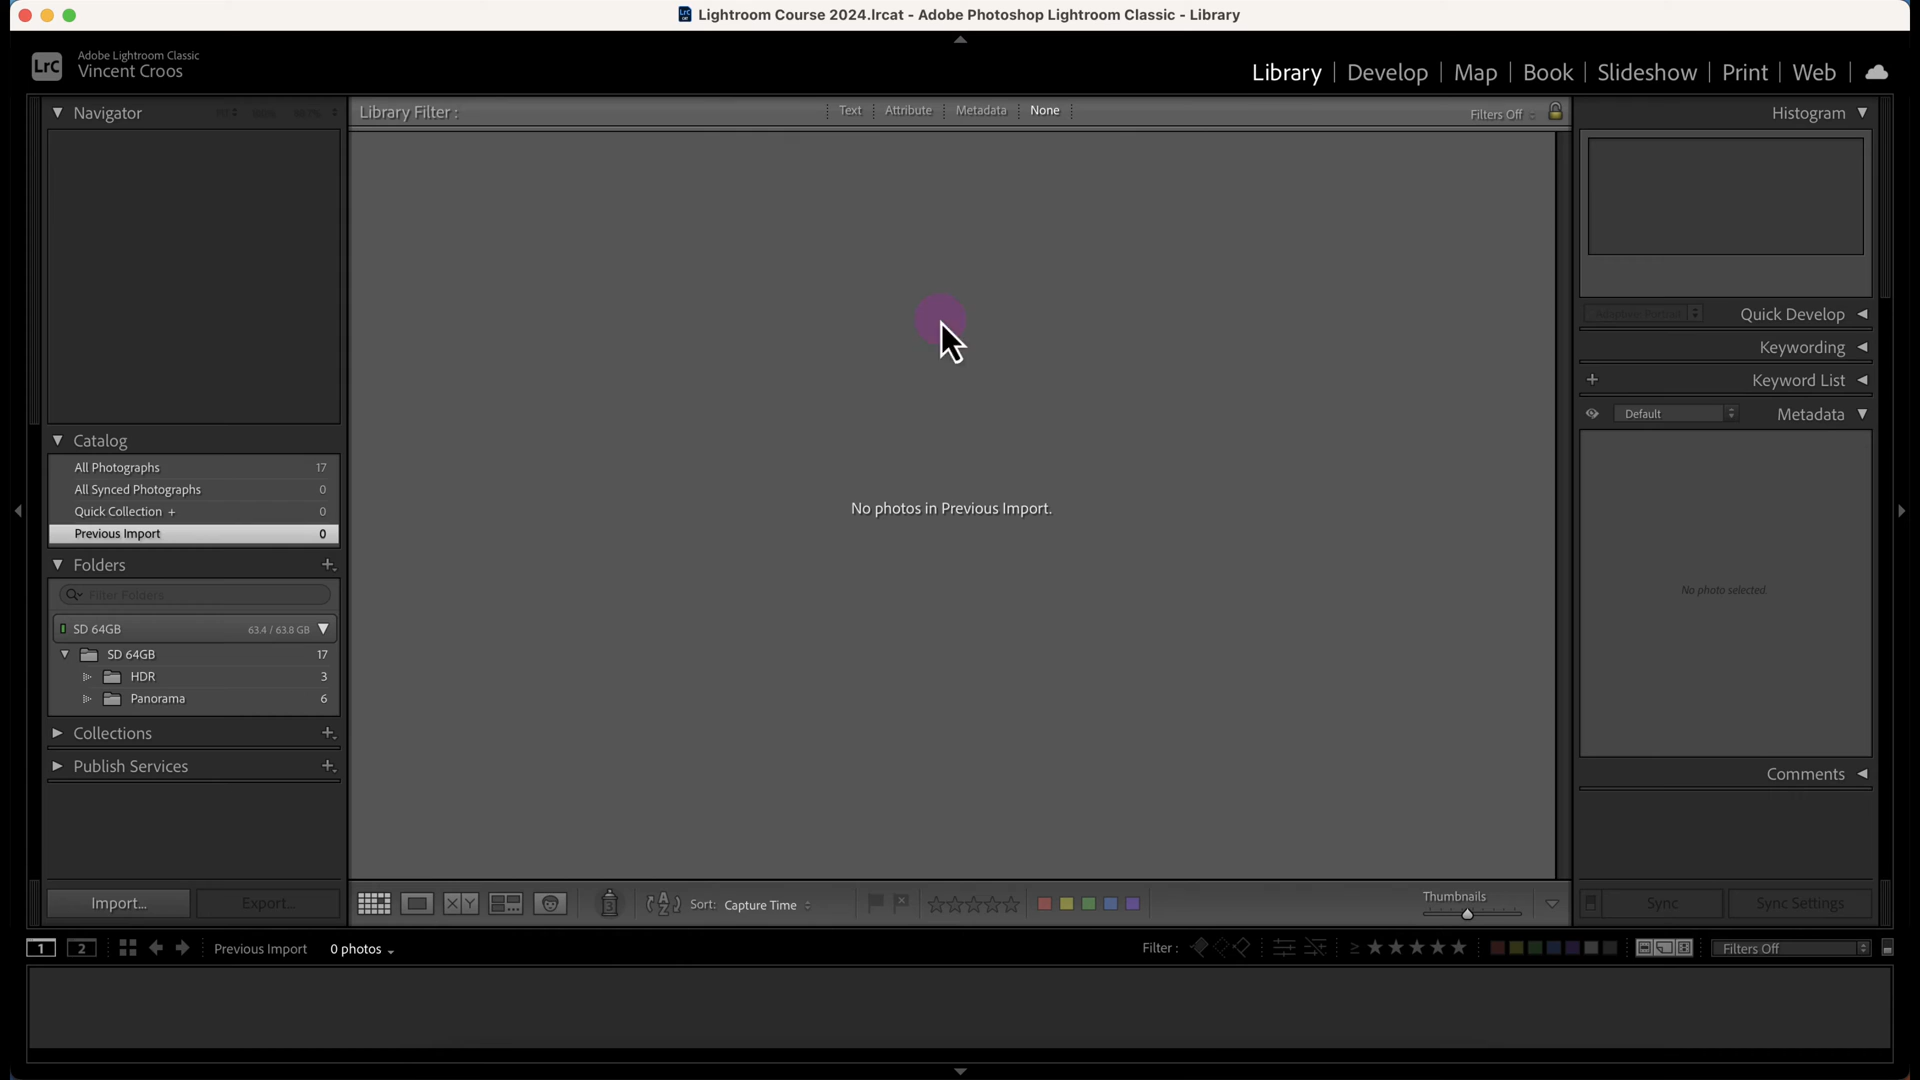 Lightroom Course 2024.lrcat - Adobe Photoshop Lightroom Classic - Library
LrC
Adobe Lightroom Classic
Vincent Croos
Library | Develop | Map | Book | Slideshow | Print | Web |
Navigator
Library Filter :
Text
Attribute
Metadata
None
Filters Off
Histogram
Quick Develop
Keywording
Keyword List
Default
Metadata
No photo selected
Comments
Catalog
All Photographs 17
All Synced Photographs 0
Quick Collection + 0
Previous Import 0
Folders
Filter Folders
SD 64GB 63.4 / 63.8 GB
SD 64GB 17
HDR 3
Panorama 6
Collections
Publish Services
No photos in Previous Import.
Import...
Export...
X Y
3
A Z
Sort: Capture Time
Thumbnails
Sync
Sync Settings
1
2
Previous Import
0 photos
Filter :
Filters Off